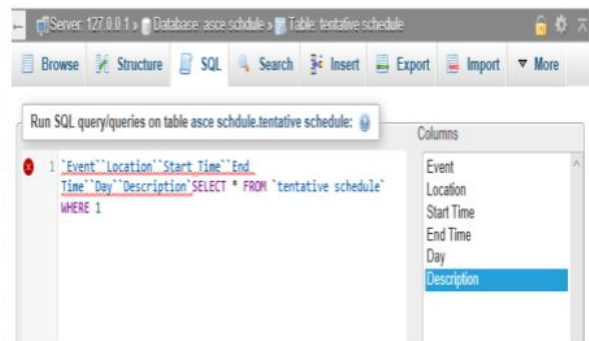 Server: 127.0.0.1 » Database: asce schdule » Table: tentative schedule
Browse Structure SQL Search Insert Export Import More
Run SQL query/queries on table asce schdule.tentative schedule:
Columns
1 `Event``Location``Start Time``End
Time``Day``Description`SELECT * FROM `tentative schedule`
WHERE 1
Event
Location
Start Time
End Time
Day
Description